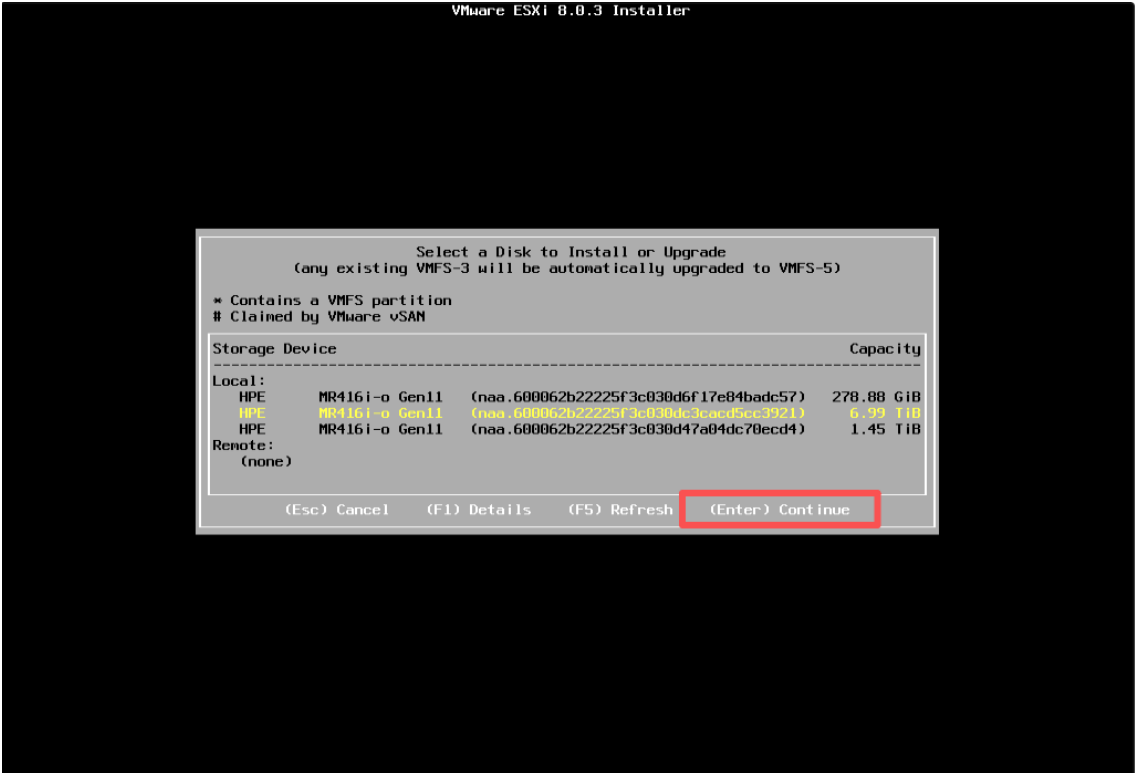 VMware ESXi 8.0.3 Installer
Select a Disk to Install or Upgrade
(any existing VMFS-3 will be automatically upgraded to VMFS-5)
* Contains a VMFS partition
# Claimed by VMware vSAN
Storage Device Capacity
Local:
HPE MR416i-o Gen11 (naa.600062b22225f3c030d6f17e84badc57) 278.88 GiB
HPE MR416i-o Gen11 (naa.600062b22225f3c030dc3cacd5cc3921) 6.99 TiB
HPE MR416i-o Gen11 (naa.600062b22225f3c030d47a04dc70ecd4) 1.45 TiB
Remote:
(none)
(Esc) Cancel (F1) Details (F5) Refresh (Enter) Continue